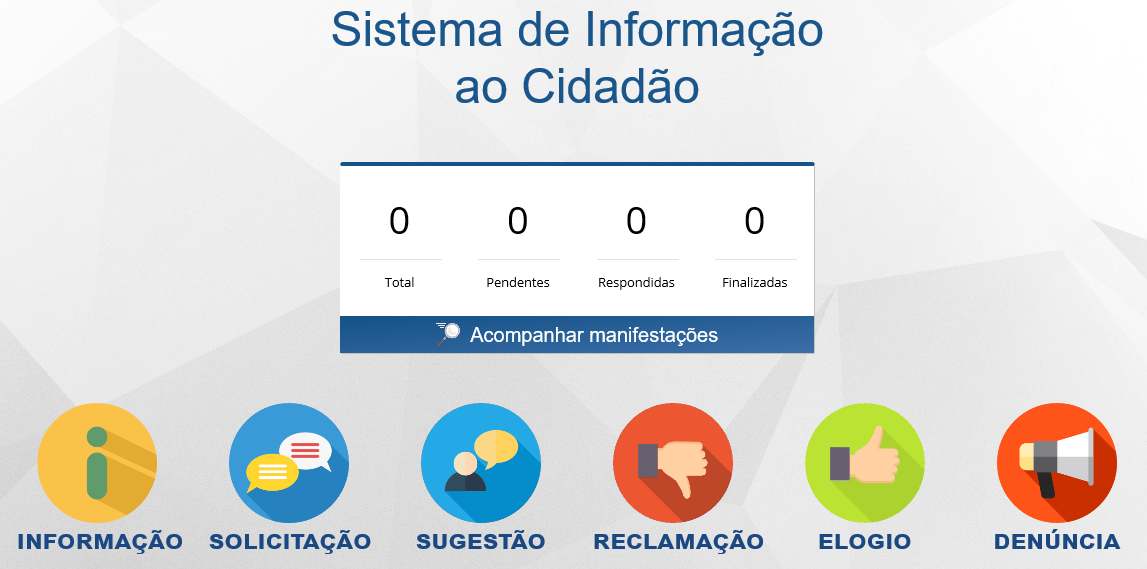 Sistema de Informação
ao Cidadão
0 0 0 0
Total Pendentes Respondidas Finalizadas
Acompanhar manifestações
INFORMAÇÃO SOLICITAÇÃO SUGESTÃO RECLAMAÇÃO ELOGIO DENÚNCIA